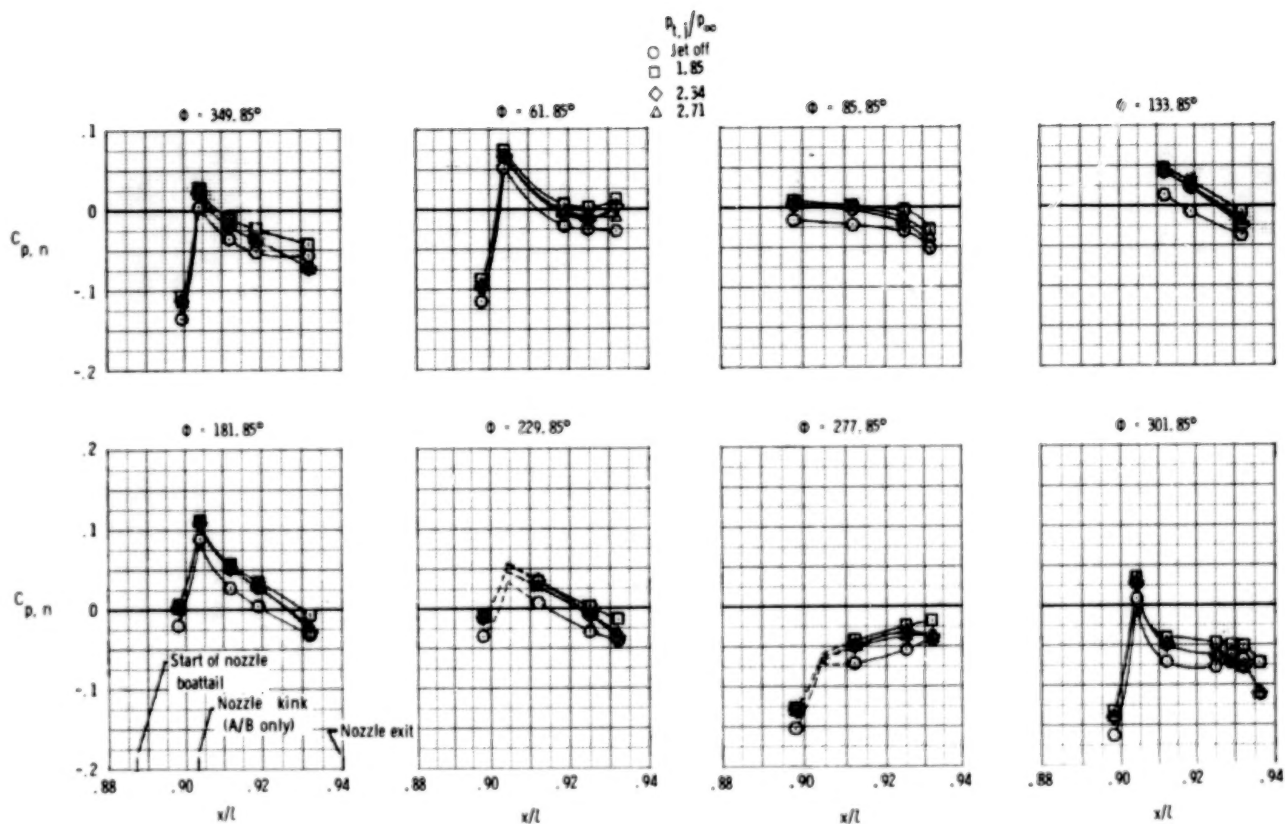 p_{t,j}/p_∞
Jet off
1.85
2.34
2.71
Φ = 349.85°
Φ = 61.85°
Φ = 85.85°
Φ = 133.85°
.1
0
C_{p,n}
-.1
-.2
Φ = 181.85°
Φ = 229.85°
Φ = 277.85°
Φ = 301.85°
.2
.1
C_{p,n}
0
-.1
-.2
Start of nozzle
boattail
Nozzle kink
(A/B only)
Nozzle exit
.88 .90 .92 .94 .88 .90 .92 .94 .88 .90 .92 .94 .88 .90 .92 .94
x/l x/l x/l x/l